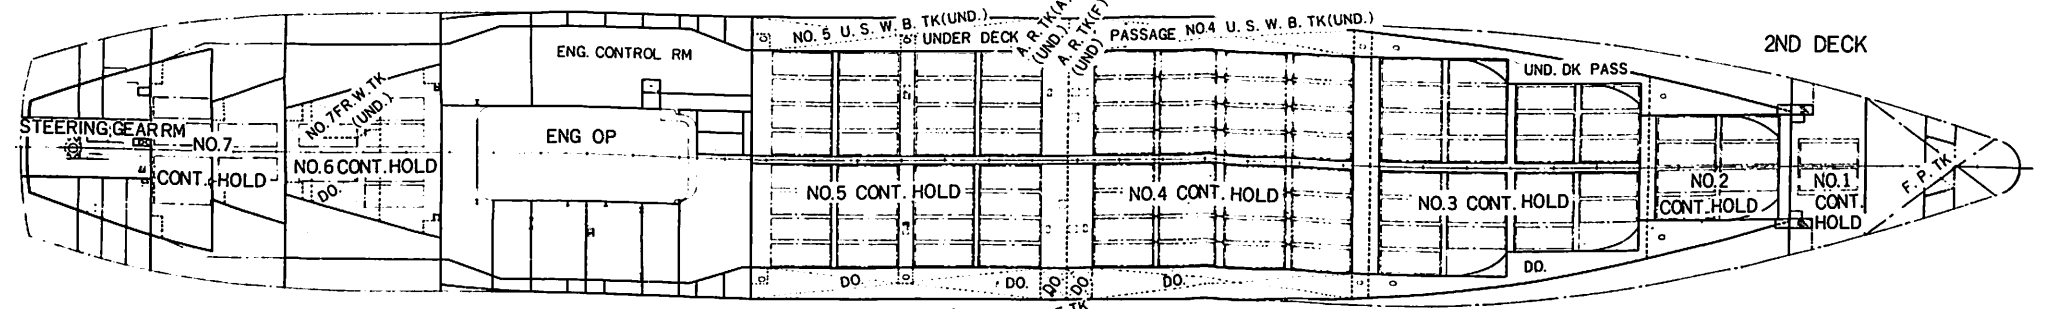 NO. 5 U. S. W. B. TK(UND.)
A. R. TK(A)
(UND.)
A. R. TK(F)
(UND)
UNDER DECK PASSAGE
NO.4 U. S. W. B. TK(UND.)
2ND DECK
ENG. CONTROL RM
UND. DK PASS
NO.7FR.W.TK
(UND.)
STEERING GEAR RM
NO.7
CONT. HOLD
NO.6 CONT. HOLD
DO.
ENG OP
NO.5 CONT. HOLD
NO.4 CONT. HOLD
NO.3 CONT. HOLD
NO.2
CONT. HOLD
NO.1
CONT.
HOLD
F. P. TK.
DO.
DO.
DO.
DO.
DO.
DO.
TK